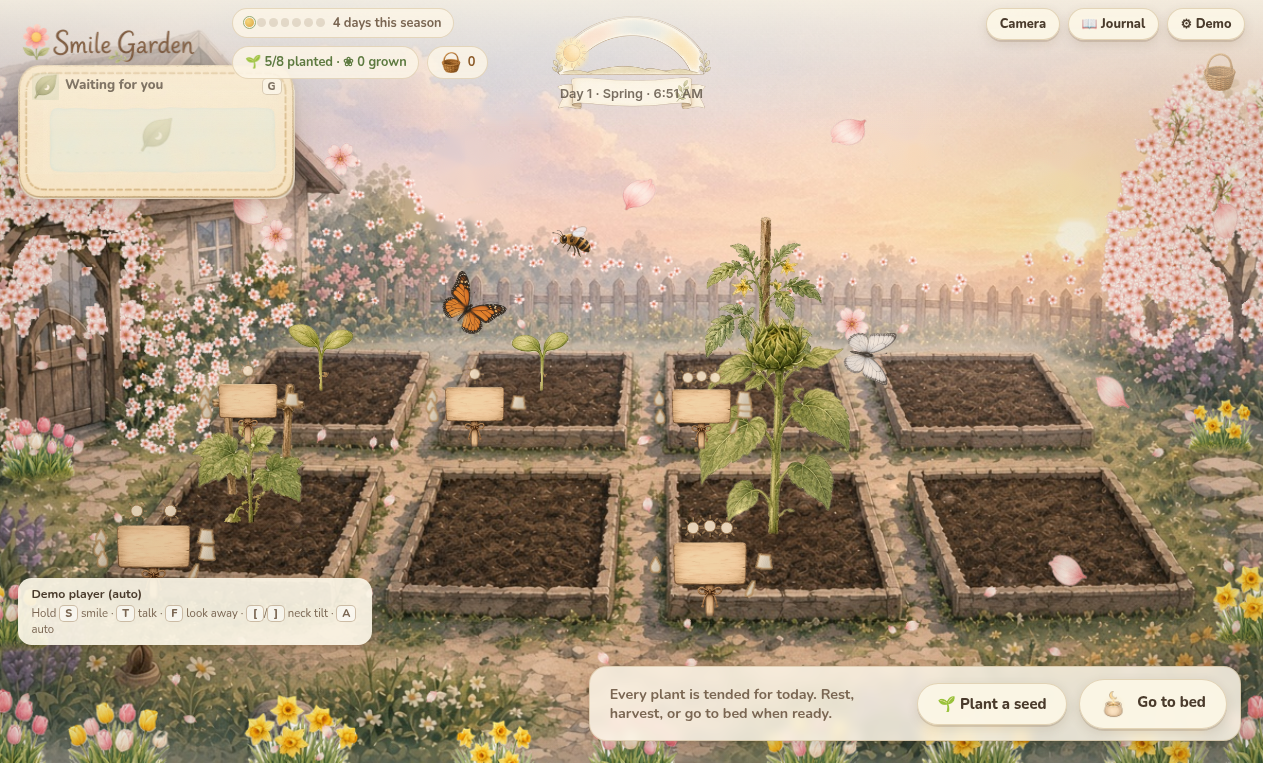 Smile Garden
4 days this season
5/8 planted · ❀ 0 grown
0
Waiting for you
G
Day 1 · Spring · 6:51 AM
Camera
Journal
Demo
Demo player (auto)
Hold S smile · T talk · F look away · [ / ] neck tilt · A
auto
Every plant is tended for today. Rest,
harvest, or go to bed when ready.
Plant a seed
Go to bed